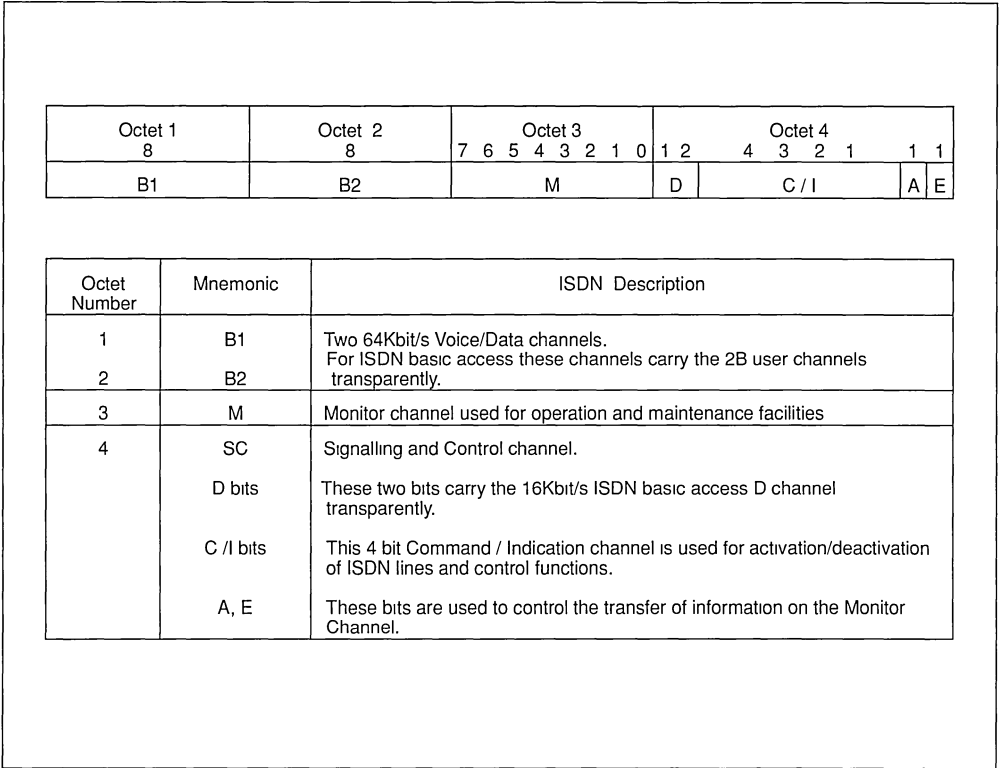 Octet 1 Octet 2 Octet 3 Octet 4
8 8 7 6 5 4 3 2 1 0 1 2 4 3 2 1 1 1
B1 B2 M D C / I A E
Octet Number Mnemonic ISDN Description
1 B1 Two 64Kbit/s Voice/Data channels.
For ISDN basic access these channels carry the 2B user channels
2 B2 transparently.
3 M Monitor channel used for operation and maintenance facilities
4 SC Signalling and Control channel.
D bits These two bits carry the 16Kbit/s ISDN basic access D channel
transparently.
C /I bits This 4 bit Command / Indication channel is used for activation/deactivation
of ISDN lines and control functions.
A, E These bits are used to control the transfer of information on the Monitor
Channel.